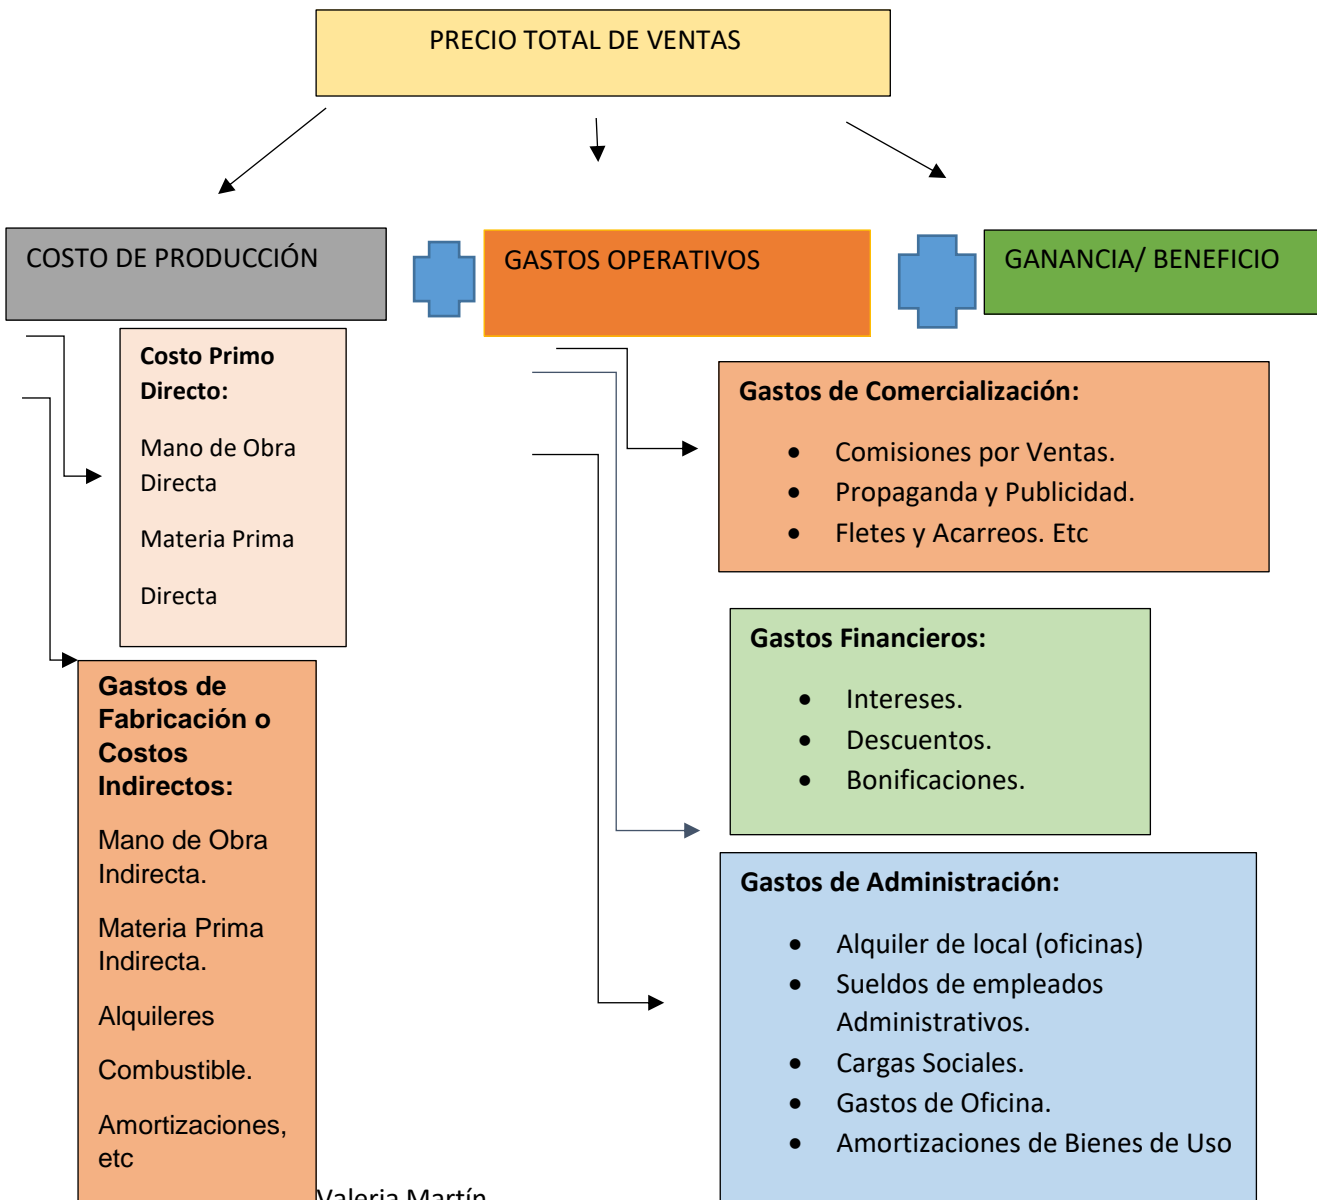 PRECIO TOTAL DE VENTAS
COSTO DE PRODUCCIÓN
GASTOS OPERATIVOS
GANANCIA/ BENEFICIO
Costo Primo
Directo:
Mano de Obra
Directa
Materia Prima
Directa
Gastos de
Fabricación o
Costos
Indirectos:
Mano de Obra
Indirecta.
Materia Prima
Indirecta.
Alquileres
Combustible.
Amortizaciones,
etc
Gastos de Comercialización:
• Comisiones por Ventas.
• Propaganda y Publicidad.
• Fletes y Acarreos. Etc
Gastos Financieros:
• Intereses.
• Descuentos.
• Bonificaciones.
Gastos de Administración:
• Alquiler de local (oficinas)
• Sueldos de empleados
Administrativos.
• Cargas Sociales.
• Gastos de Oficina.
• Amortizaciones de Bienes de Uso
Valeria Martín